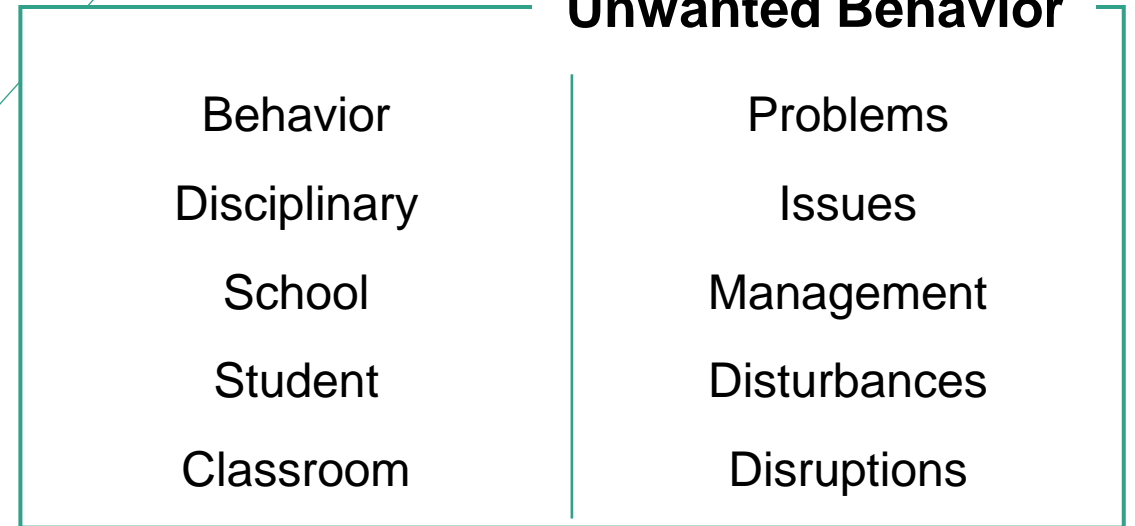 Unwanted Behavior
Behavior
Problems
Disciplinary
Issues
School
Management
Student
Disturbances
Classroom
Disruptions